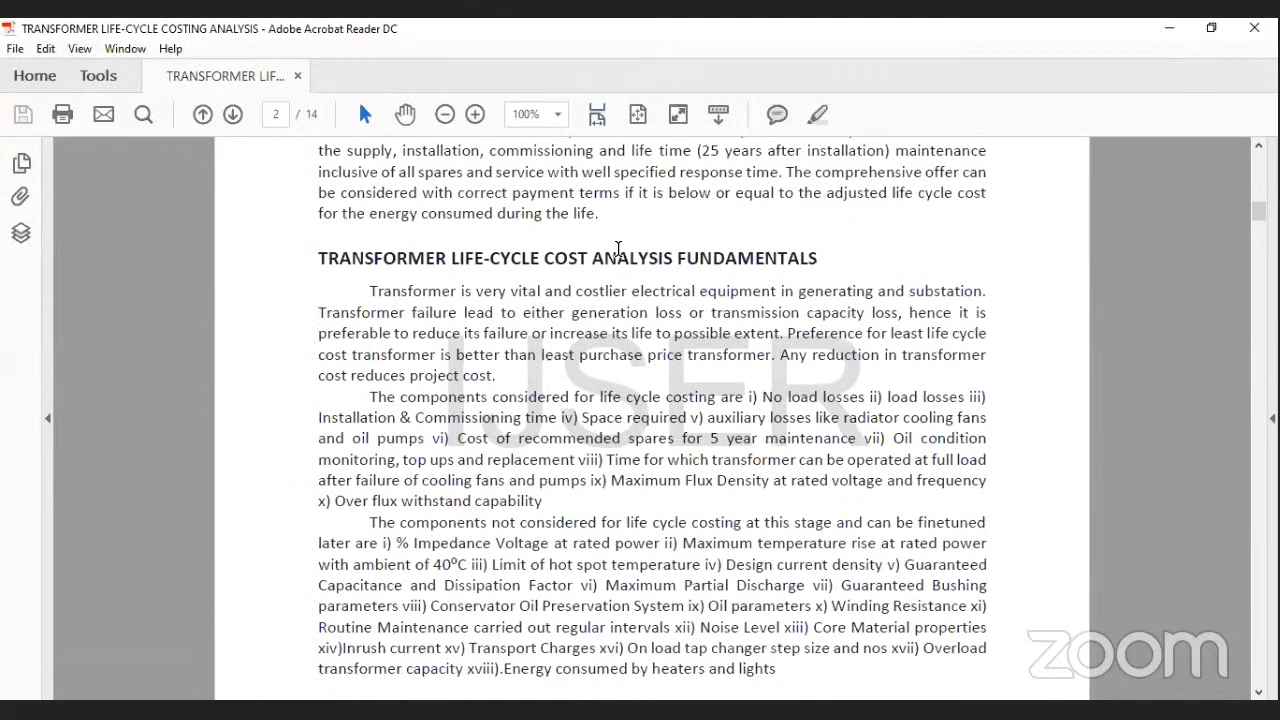 TRANSFORMER LIFE-CYCLE COSTING ANALYSIS - Adobe Acrobat Reader DC
File Edit View Window Help
Home Tools TRANSFORMER LIF... ×
2 / 14 100%
the supply, installation, commissioning and life time (25 years after installation) maintenance
inclusive of all spares and service with well specified response time. The comprehensive offer can
be considered with correct payment terms if it is below or equal to the adjusted life cycle cost
for the energy consumed during the life.
TRANSFORMER LIFE-CYCLE COST ANALYSIS FUNDAMENTALS
Transformer is very vital and costlier electrical equipment in generating and substation.
Transformer failure lead to either generation loss or transmission capacity loss, hence it is
preferable to reduce its failure or increase its life to possible extent. Preference for least life cycle
cost transformer is better than least purchase price transformer. Any reduction in transformer
cost reduces project cost.
The components considered for life cycle costing are i) No load losses ii) load losses iii)
Installation & Commissioning time iv) Space required v) auxiliary losses like radiator cooling fans
and oil pumps vi) Cost of recommended spares for 5 year maintenance vii) Oil condition
monitoring, top ups and replacement viii) Time for which transformer can be operated at full load
after failure of cooling fans and pumps ix) Maximum Flux Density at rated voltage and frequency
x) Over flux withstand capability
The components not considered for life cycle costing at this stage and can be finetuned
later are i) % Impedance Voltage at rated power ii) Maximum temperature rise at rated power
with ambient of 40⁰C iii) Limit of hot spot temperature iv) Design current density v) Guaranteed
Capacitance and Dissipation Factor vi) Maximum Partial Discharge vii) Guaranteed Bushing
parameters viii) Conservator Oil Preservation System ix) Oil parameters x) Winding Resistance xi)
Routine Maintenance carried out regular intervals xii) Noise Level xiii) Core Material properties
xiv)Inrush current xv) Transport Charges xvi) On load tap changer step size and nos xvii) Overload
transformer capacity xviii).Energy consumed by heaters and lights
IJSER
zoom